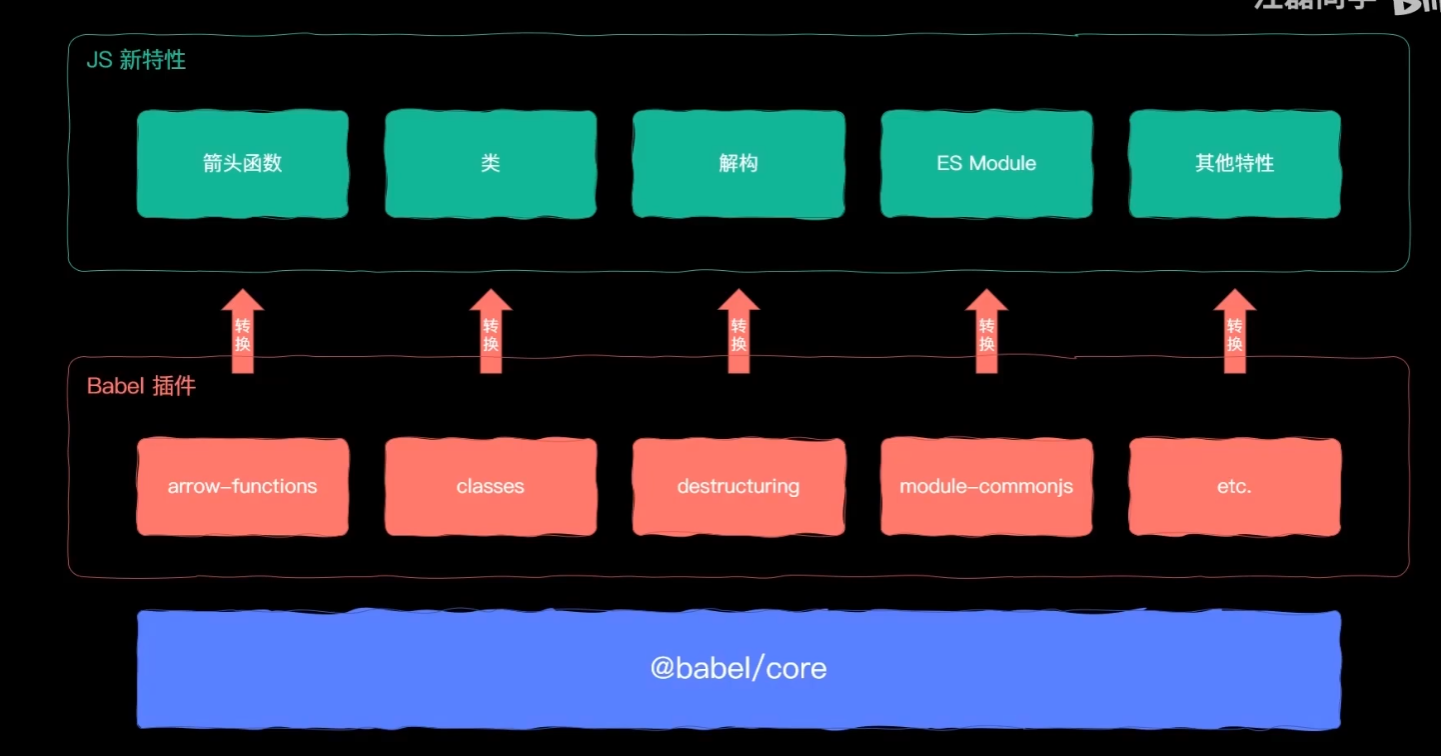 JS 新特性
箭头函数
类
解构
ES Module
其他特性
转换
转换
转换
转换
转换
Babel 插件
arrow-functions
classes
destructuring
module-commonjs
etc.
@babel/core